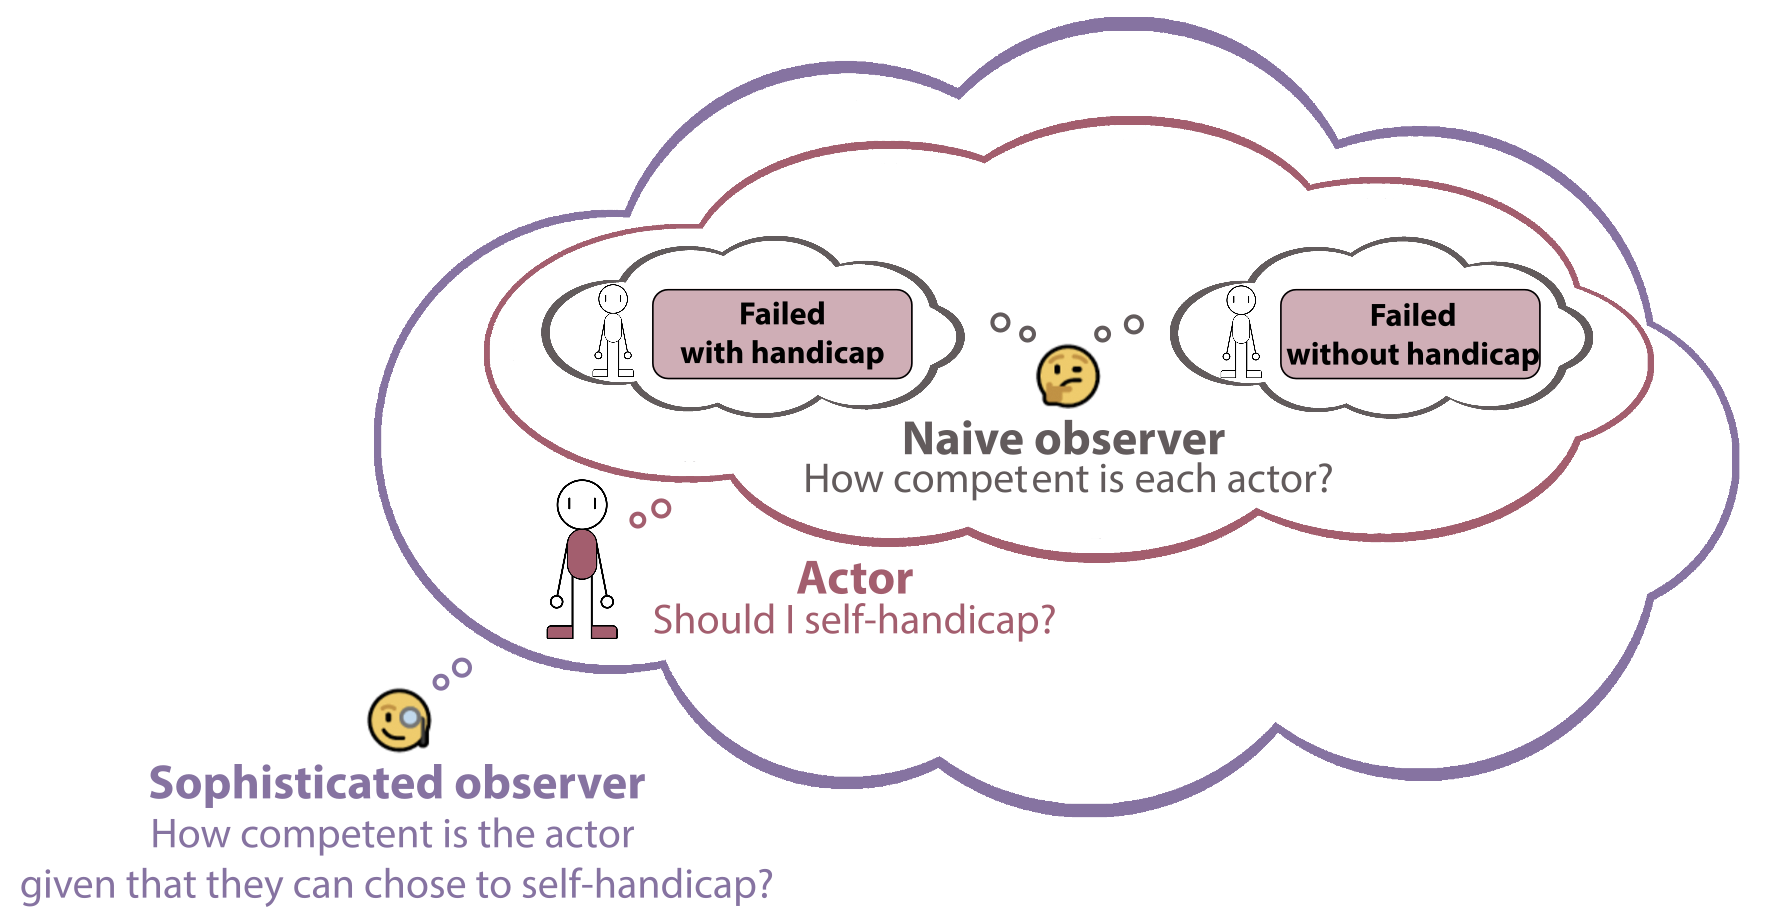 Failed
with handicap
Failed
without handicap
Naive observer
How competent is each actor?
Actor
Should I self-handicap?
Sophisticated observer
How competent is the actor
given that they can chose to self-handicap?